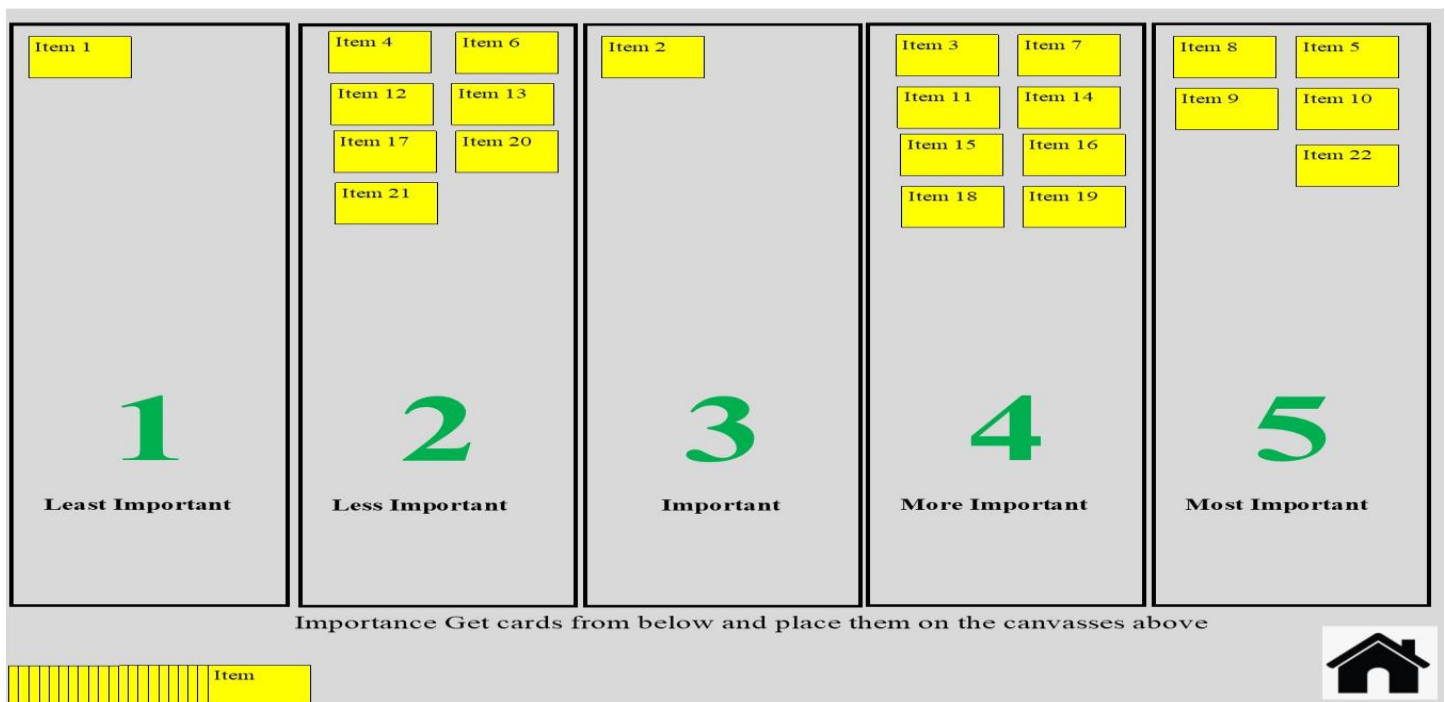 Item 1
Item 4 Item 6
Item 12 Item 13
Item 17 Item 20
Item 21
Item 2
Item 3 Item 7
Item 11 Item 14
Item 15 Item 16
Item 18 Item 19
Item 8 Item 5
Item 9 Item 10
Item 22
1
2
3
4
5
Least Important
Less Important
Important
More Important
Most Important
Importance Get cards from below and place them on the canvasses above
Item